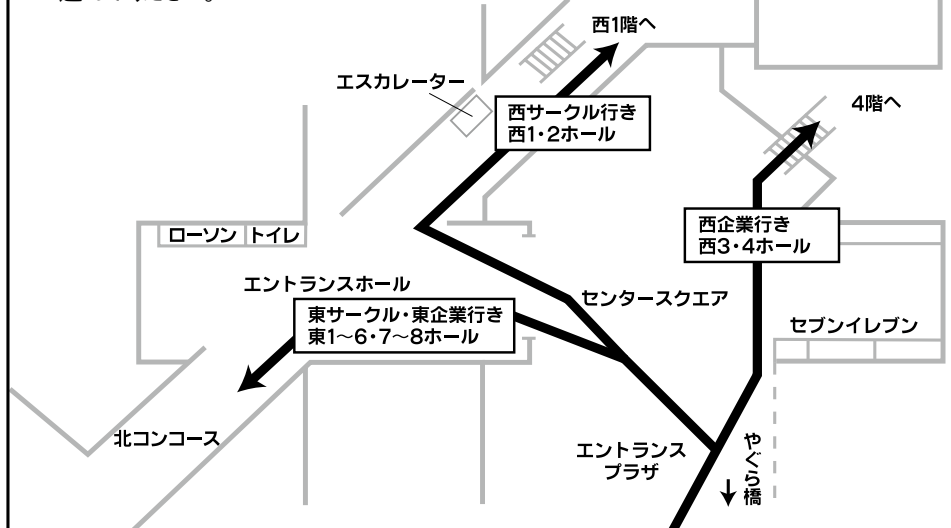 西1階へ
エスカレーター
4階へ
西サークル行き
西1・2ホール
西企業行き
西3・4ホール
ローソン
トイレ
エントランスホール
センタースクエア
東サークル・東企業行き
東1～6・7～8ホール
セブンイレブン
北コンコース
エントランス
プラザ
やぐら橋